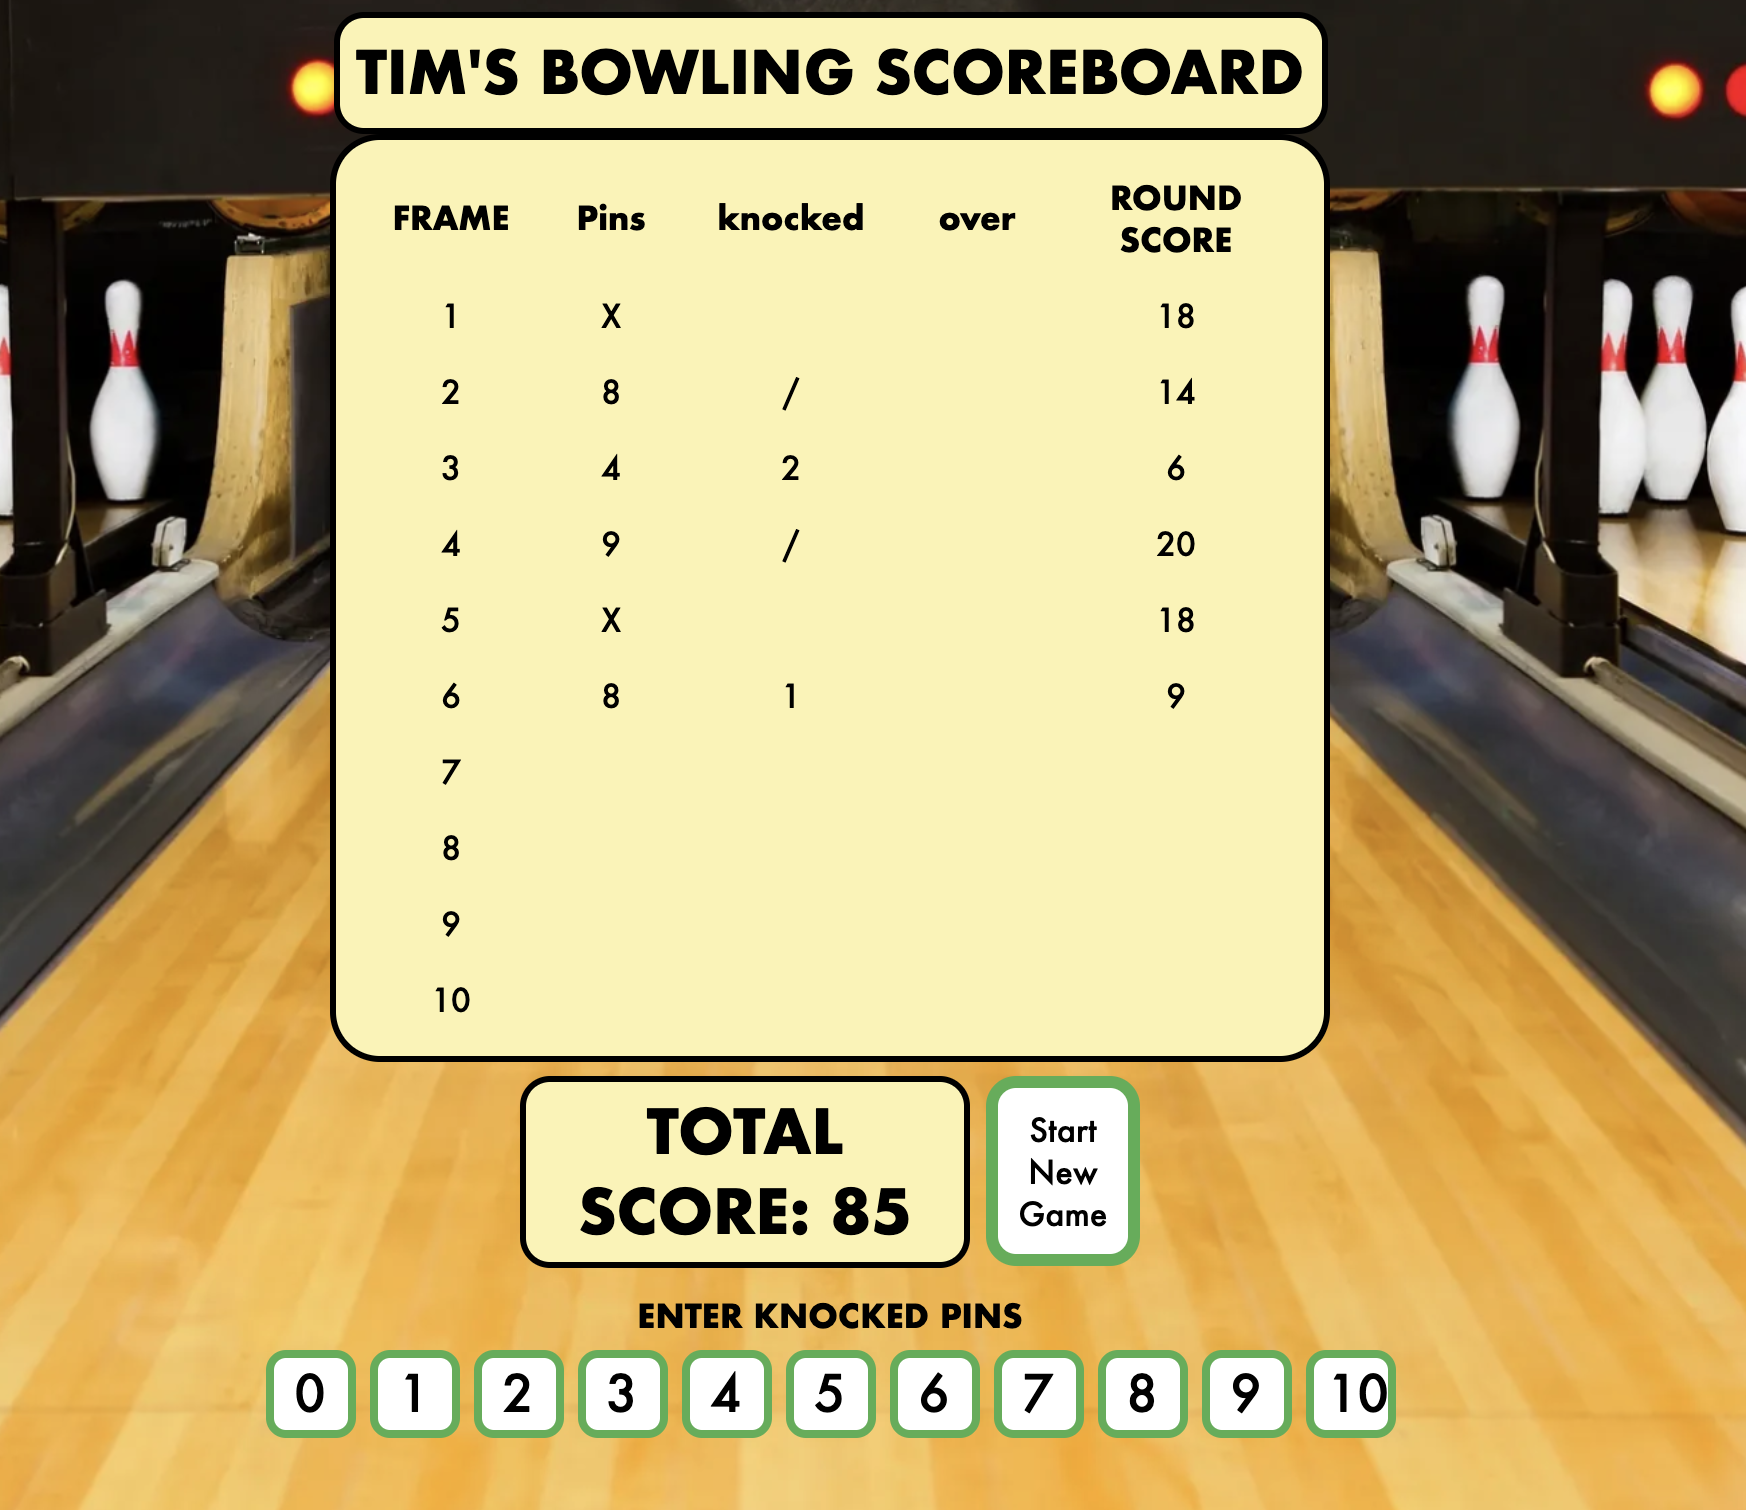 TIM'S BOWLING SCOREBOARD
FRAME Pins knocked over ROUND SCORE
1 X 18
2 8 / 14
3 4 2 6
4 9 / 20
5 X 18
6 8 1 9
7
8
9
10
TOTAL
SCORE: 85
Start
New
Game
ENTER KNOCKED PINS
0 1 2 3 4 5 6 7 8 9 10